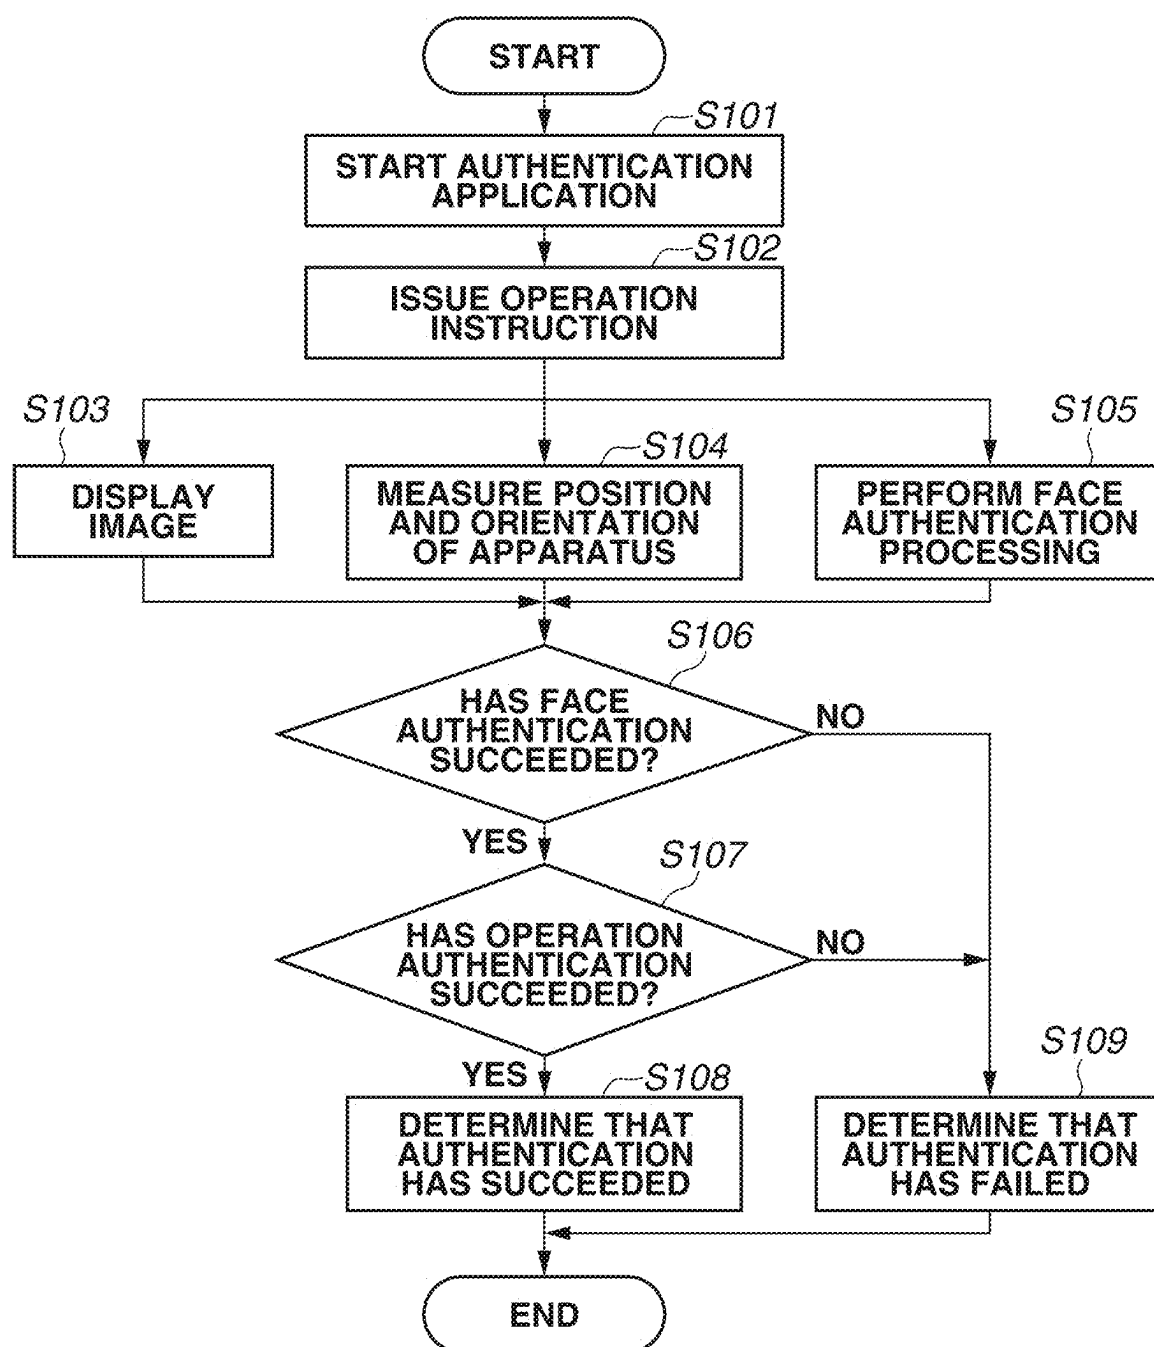 START
S101
START AUTHENTICATION
APPLICATION
S102
ISSUE OPERATION
INSTRUCTION
S103
DISPLAY
IMAGE
S104
MEASURE POSITION
AND ORIENTATION
OF APPARATUS
S105
PERFORM FACE
AUTHENTICATION
PROCESSING
S106
HAS FACE
AUTHENTICATION
SUCCEEDED?
NO
YES
S107
HAS OPERATION
AUTHENTICATION
SUCCEEDED?
NO
YES
S108
DETERMINE THAT
AUTHENTICATION
HAS SUCCEEDED
S109
DETERMINE THAT
AUTHENTICATION
HAS FAILED
END